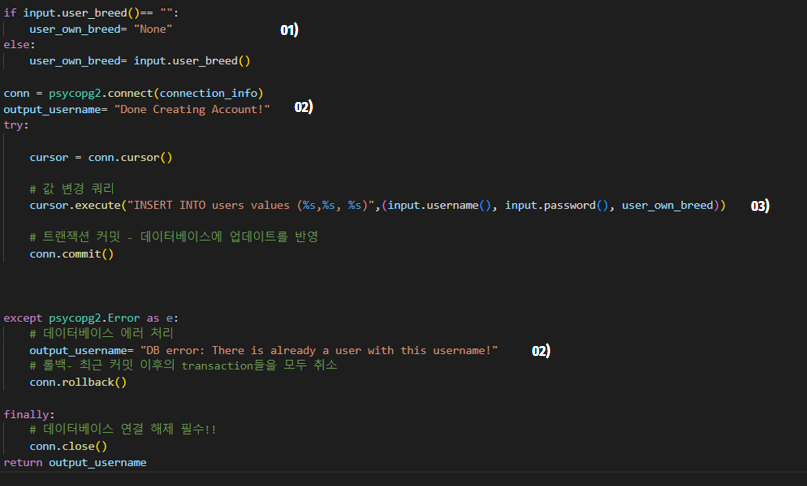 if input.user_breed()== "":
    user_own_breed= "None"    01)
else:
    user_own_breed= input.user_breed()
conn = psycopg2.connect(connection_info)
output_username= "Done Creating Account!"    02)
try:
    cursor = conn.cursor()
    # 값 변경 쿼리
    cursor.execute("INSERT INTO users values (%s,%s, %s)",(input.username(), input.password(), user_own_breed))    03)
    # 트랜잭션 커밋 - 데이터베이스에 업데이트를 반영
    conn.commit()
except psycopg2.Error as e:
    # 데이터베이스 에러 처리
    output_username= "DB error: There is already a user with this username!"    02)
    # 롤백- 최근 커밋 이후의 transaction들을 모두 취소
    conn.rollback()
finally:
    # 데이터베이스 연결 해제 필수!!
    conn.close()
return output_username